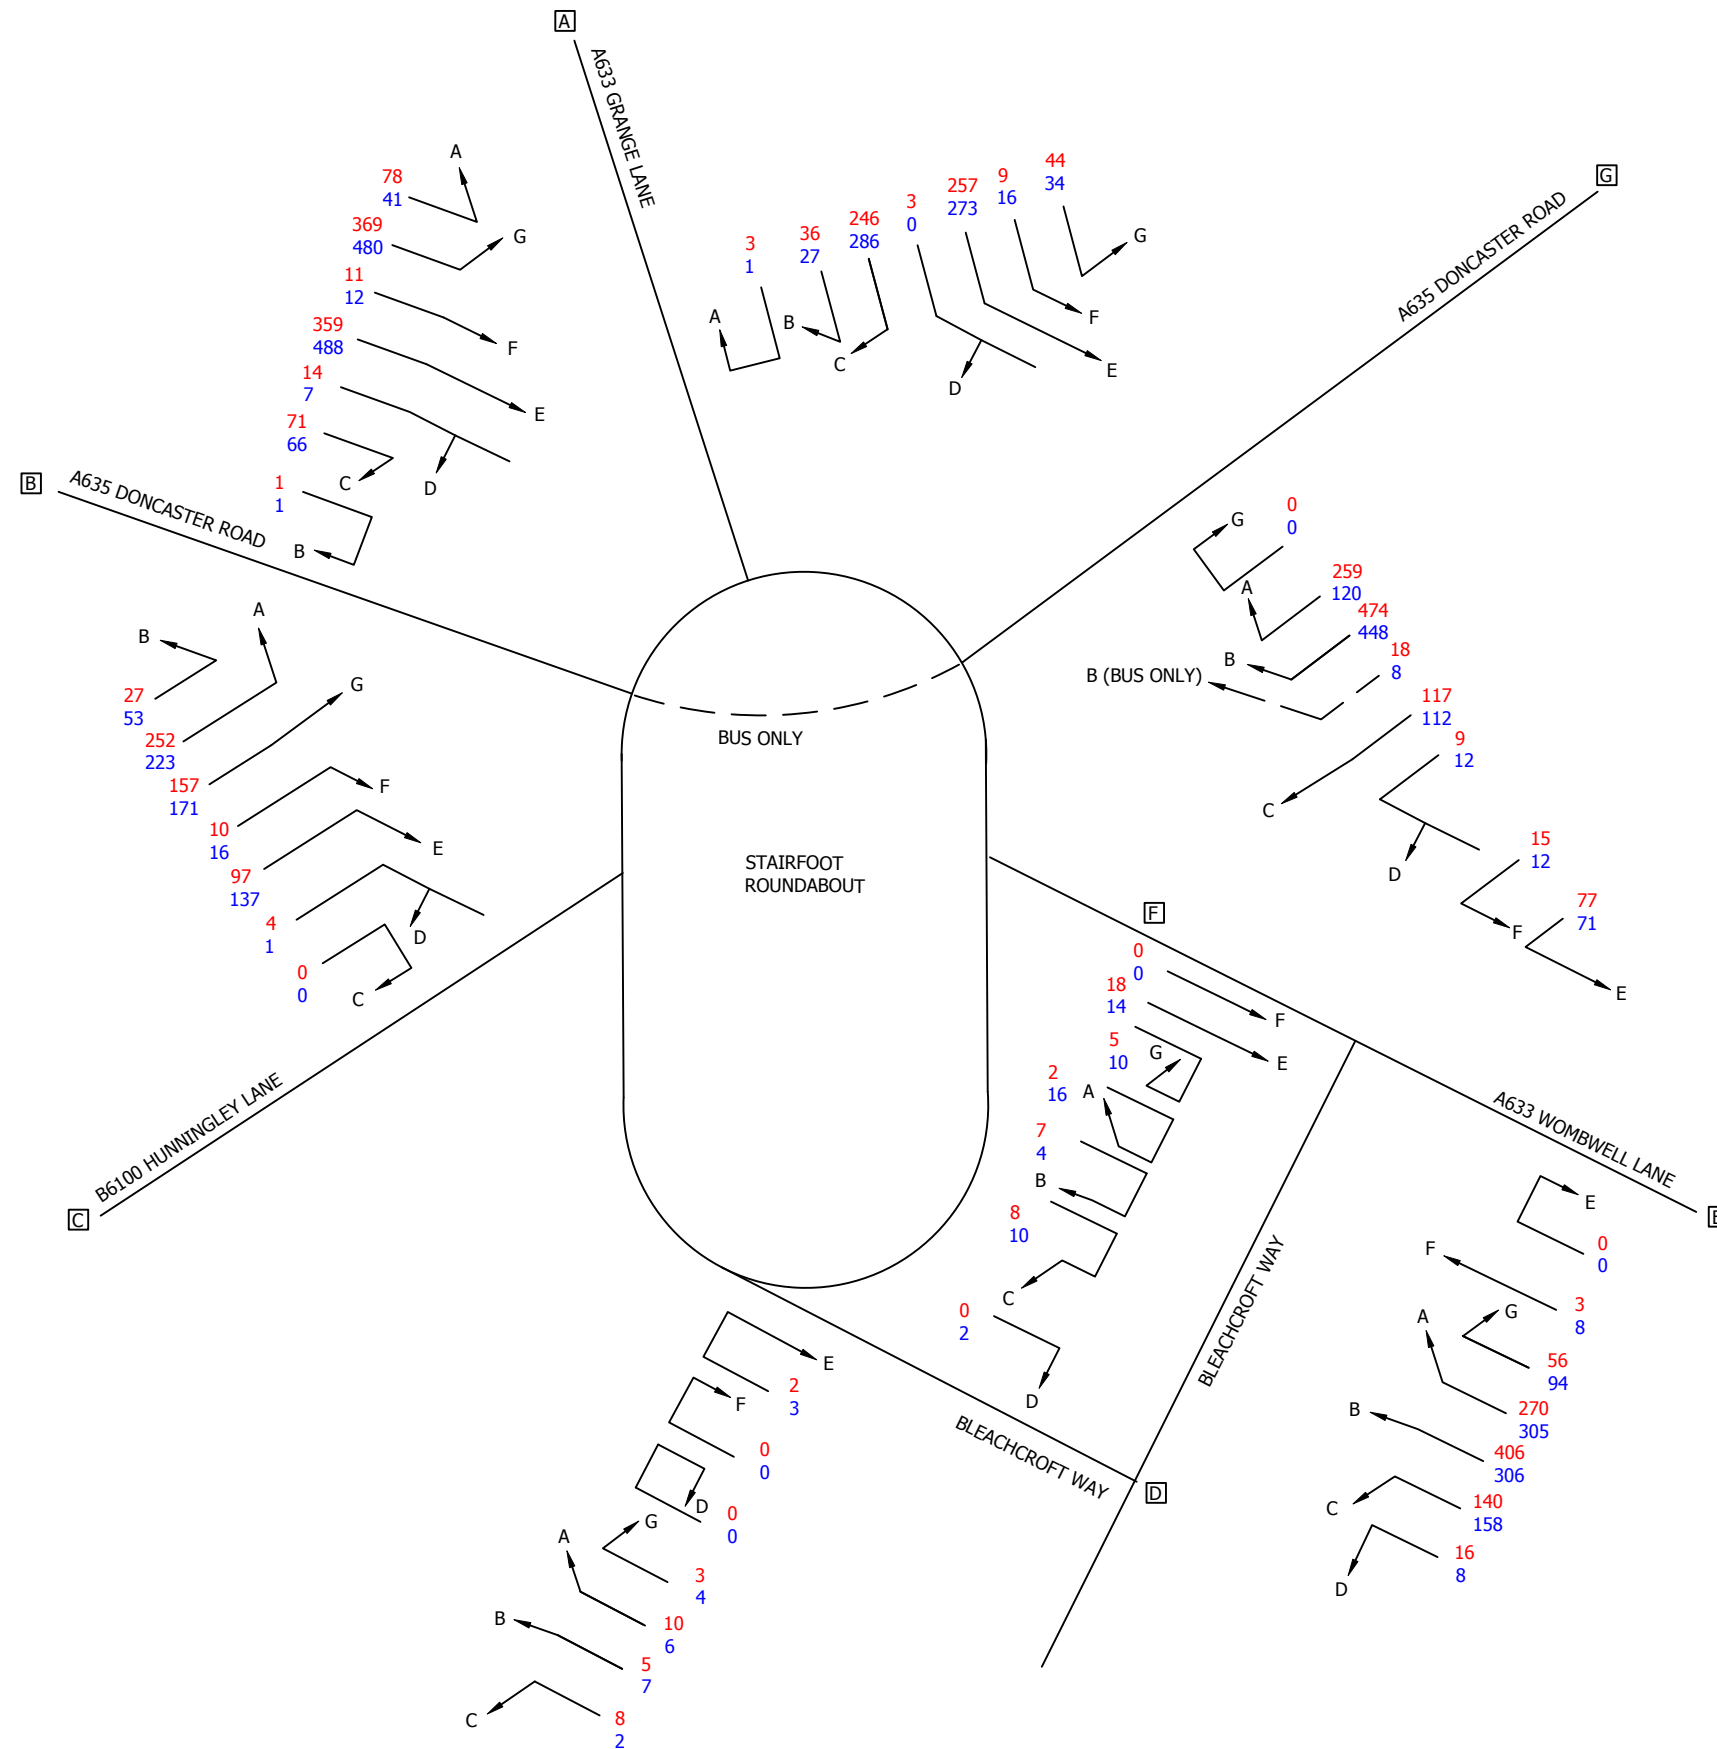 A
A633 GRANGE LANE
G
A635 DONCASTER ROAD
A
78
41
369
480
G
11
12
F
359
488
E
14
7
D
71
66
C
1
1
B
3
1
A
36
27
B
246
286
C
3
0
D
257
273
E
9
16
F
44
34
G
B
A635 DONCASTER ROAD
G
0
0
A
259
120
474
448
B
18
8
B (BUS ONLY)
117
112
C
9
12
D
15
12
F
77
71
E
B
27
53
A
252
223
G
157
171
F
10
16
E
97
137
D
4
1
C
0
0
BUS ONLY
STAIRFOOT
ROUNDABOUT
C
B6100 HUNNINGLEY LANE
F
0
0
F
18
14
E
5
10
G
2
16
A
7
4
B
8
10
C
0
2
D
A633 WOMBWELL LANE
E
0
0
F
3
8
G
56
94
A
270
305
B
406
306
C
140
158
D
16
8
BLEACHCROFT WAY
BLEACHCROFT WAY
D
E
2
3
F
0
0
D
0
0
G
3
4
A
10
6
B
5
7
C
8
2